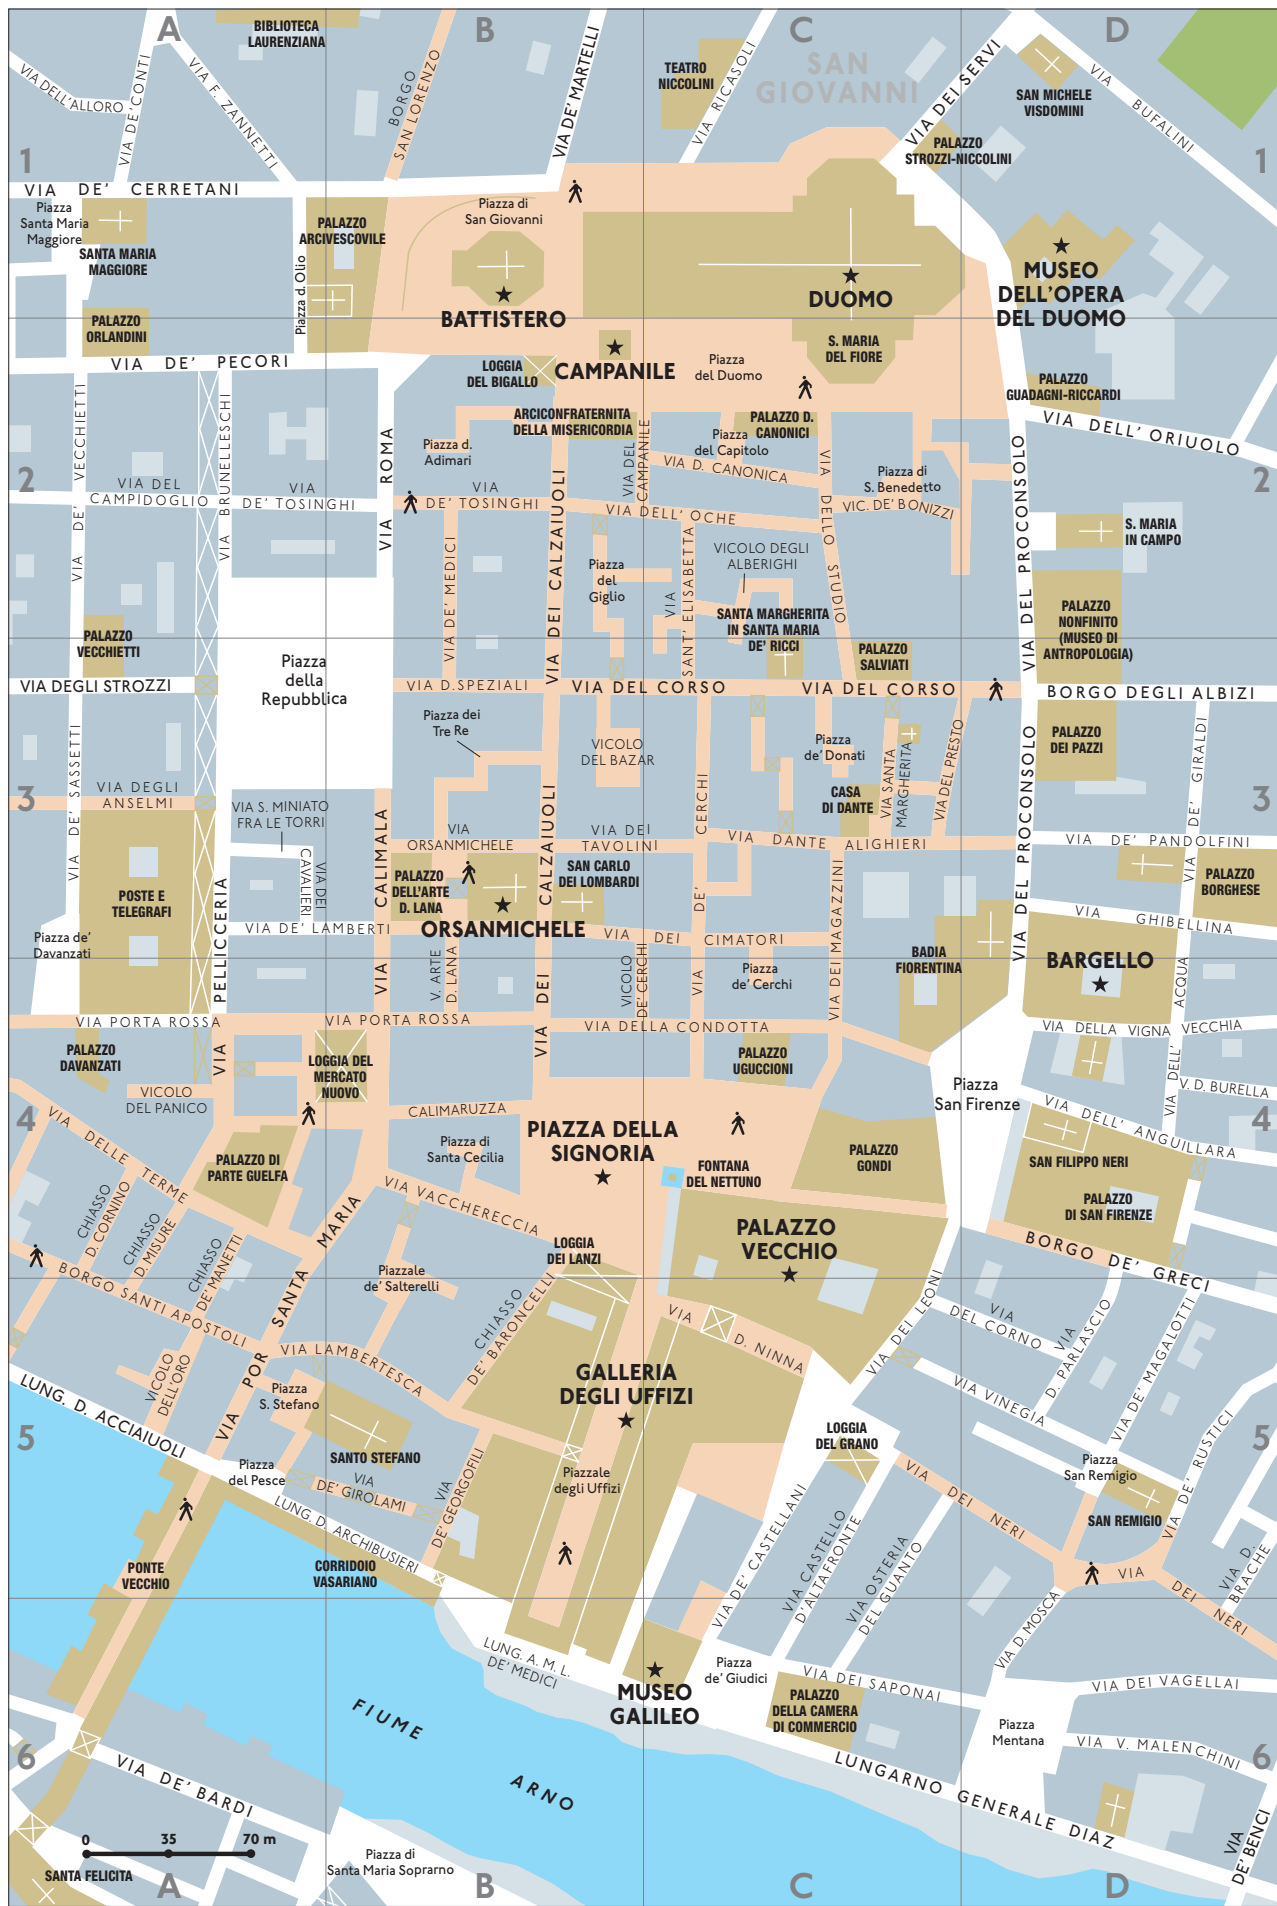 A
B
C
D
BIBLIOTECA
LAURENZIANA
VIA DELL'ALLORO
VIA DE' CONTI
VIA F. ZANNETTI
BORGO
SAN LORENZO
VIA DE' MARTELLI
TEATRO
NICCOLINI
VIA RICASOLI
SAN
GIOVANNI
VIA DEI SERVI
SAN MICHELE
VISDOMINI
VIA BUFALINI
PALAZZO
STROZZI-NICCOLINI
1
1
VIA DE' CERRETANI
Piazza
Santa Maria
Maggiore
SANTA MARIA
MAGGIORE
PALAZZO
ARCIVESCOVILE
Piazza di
San Giovanni
Piazza d. Olio
BATTISTERO
DUOMO
MUSEO
DELL'OPERA
DEL DUOMO
PALAZZO
ORLANDINI
VIA DE' PECORI
LOGGIA
DEL BIGALLO
CAMPANILE
S. MARIA
DEL FIORE
Piazza
del Duomo
PALAZZO
GUADAGNI-RICCARDI
VIA DELL' ORIUOLO
ARCICONFRATERNITA
DELLA MISERICORDIA
PALAZZO D.
CANONICI
Piazza d.
Adimari
Piazza
del Capitolo
VIA DEL
CAMPANILE
VIA D. CANONICA
Piazza di
S. Benedetto
VIC. DE' BONIZZI
2
2
VIA DE' VECCHIETTI
VIA DEL
CAMPIDOGLIO
VIA BRUNELLESCHI
VIA
DE' TOSINGHI
VIA ROMA
VIA
DE' TOSINGHI
VIA DELL' OCHE
VIA DELLO STUDIO
VIA DEL PROCONSOLO
S. MARIA
IN CAMPO
VIA DE' MEDICI
VIA DEI CALZAIUOLI
Piazza
del
Giglio
VIA
SANT' ELISABETTA
VICOLO DEGLI
ALBERIGHI
SANTA MARGHERITA
IN SANTA MARIA
DE' RICCI
PALAZZO
SALVIATI
PALAZZO
NONFINITO
(MUSEO DI
ANTROPOLOGIA)
PALAZZO
VECCHIETTI
VIA DEGLI STROZZI
Piazza
della
Repubblica
VIA D.SPEZIALI
VIA DEL CORSO
VIA DEL CORSO
BORGO DEGLI ALBIZI
Piazza dei
Tre Re
VICOLO
DEL BAZAR
Piazza
de' Donati
PALAZZO
DEI PAZZI
VIA DE' SASSETTI
VIA DEGLI
ANSELMI
VIA S. MINIATO
FRA LE TORRI
VIA CALIMALA
VIA DEI CALZAIUOLI
VIA DE' CERCHI
CASA
DI DANTE
VIA SANTA
MARGHERITA
VIA DEL PRESTO
VIA DEL PROCONSOLO
VIA DE' GIRALDI
3
3
VIA
ORSANMICHELE
VIA DEI
TAVOLINI
VIA DANTE ALIGHIERI
VIA DE' PANDOLFINI
VIA DEI
CAVALIERI
PALAZZO
DELL'ARTE
D. LANA
SAN CARLO
DEI LOMBARDI
POSTE E
TELEGRAFI
VIA PELLICCERIA
ORSANMICHELE
VIA DE' LAMBERTI
VIA DEI CIMATORI
VIA DEI MAGAZZINI
BADIA
FIORENTINA
PALAZZO
BORGHESE
VIA GHIBELLINA
BARGELLO
Piazza de'
Davanzati
V. ARTE
D. LANA
VICOLO
DE' CERCHI
Piazza
de' Cerchi
VIA DELL' ACQUA
VIA PORTA ROSSA
VIA PORTA ROSSA
VIA DELLA CONDOTTA
VIA DELLA VIGNA VECCHIA
PALAZZO
DAVANZATI
LOGGIA DEL
MERCATO
NUOVO
PALAZZO
UGUCCIONI
Piazza
San Firenze
V. D. BURELLA
VICOLO
DEL PANICO
CALIMARUZZA
VIA DELL' ANGUILLARA
4
4
VIA DELLE TERME
PALAZZO DI
PARTE GUELFA
Piazza di
Santa Cecilia
PIAZZA DELLA
SIGNORIA
FONTANA
DEL NETTUNO
PALAZZO
GONDI
SAN FILIPPO NERI
PALAZZO
DI SAN FIRENZE
CHIASSO
D. CORNINO
CHIASSO
D. MISURE
CHIASSO
DE' MANETTI
VIA VACCHERECCIA
PALAZZO
VECCHIO
LOGGIA
DEI LANZI
BORGO DE' GRECI
BORGO SANTI APOSTOLI
VIA POR SANTA MARIA
Piazzale
de' Salterelli
CHIASSO
DE' BARONCELLI
VIA D. NINNA
VIA DEI LEONI
VIA
DEL CORNO
VIA
D. PARLASCIO
VIA DE' MAGALOTTI
VICOLO
DELL'ORO
VIA LAMBERTESCA
GALLERIA
DEGLI UFFIZI
VIA VINEGIA
LUNG. D. ACCIAIUOLI
Piazza
S. Stefano
SANTO STEFANO
LOGGIA
DEL GRANO
5
5
Piazza
del Pesce
VIA
DE' GIROLAMI
VIA
DE' GEORGOFILI
Piazzale
degli Uffizi
VIA DEI NERI
Piazza
San Remigio
SAN REMIGIO
VIA DE' RUSTICI
LUNG. D. ARCHIBUSIERI
VIA DE' CASTELLANI
VIA CASTELLO
D'ALTAFRONTE
VIA OSTERIA
DEL GUANTO
PONTE
VECCHIO
CORRIDOIO
VASARIANO
VIA DEI NERI
VIA D.
BRACHE
VIA D. MOSCA
LUNG. A. M. L.
DE' MEDICI
Piazza
de' Giudici
VIA DEI SAPONAI
VIA DEI VAGELLAI
MUSEO
GALILEO
PALAZZO
DELLA CAMERA
DI COMMERCIO
Piazza
Mentana
VIA V. MALENCHINI
FIUME
ARNO
6
6
VIA DE' BARDI
LUNGARNO GENERALE DIAZ
VIA
DE' BENCI
0 35 70 m
SANTA FELICITA
Piazza di
Santa Maria Soprarno
A
B
C
D